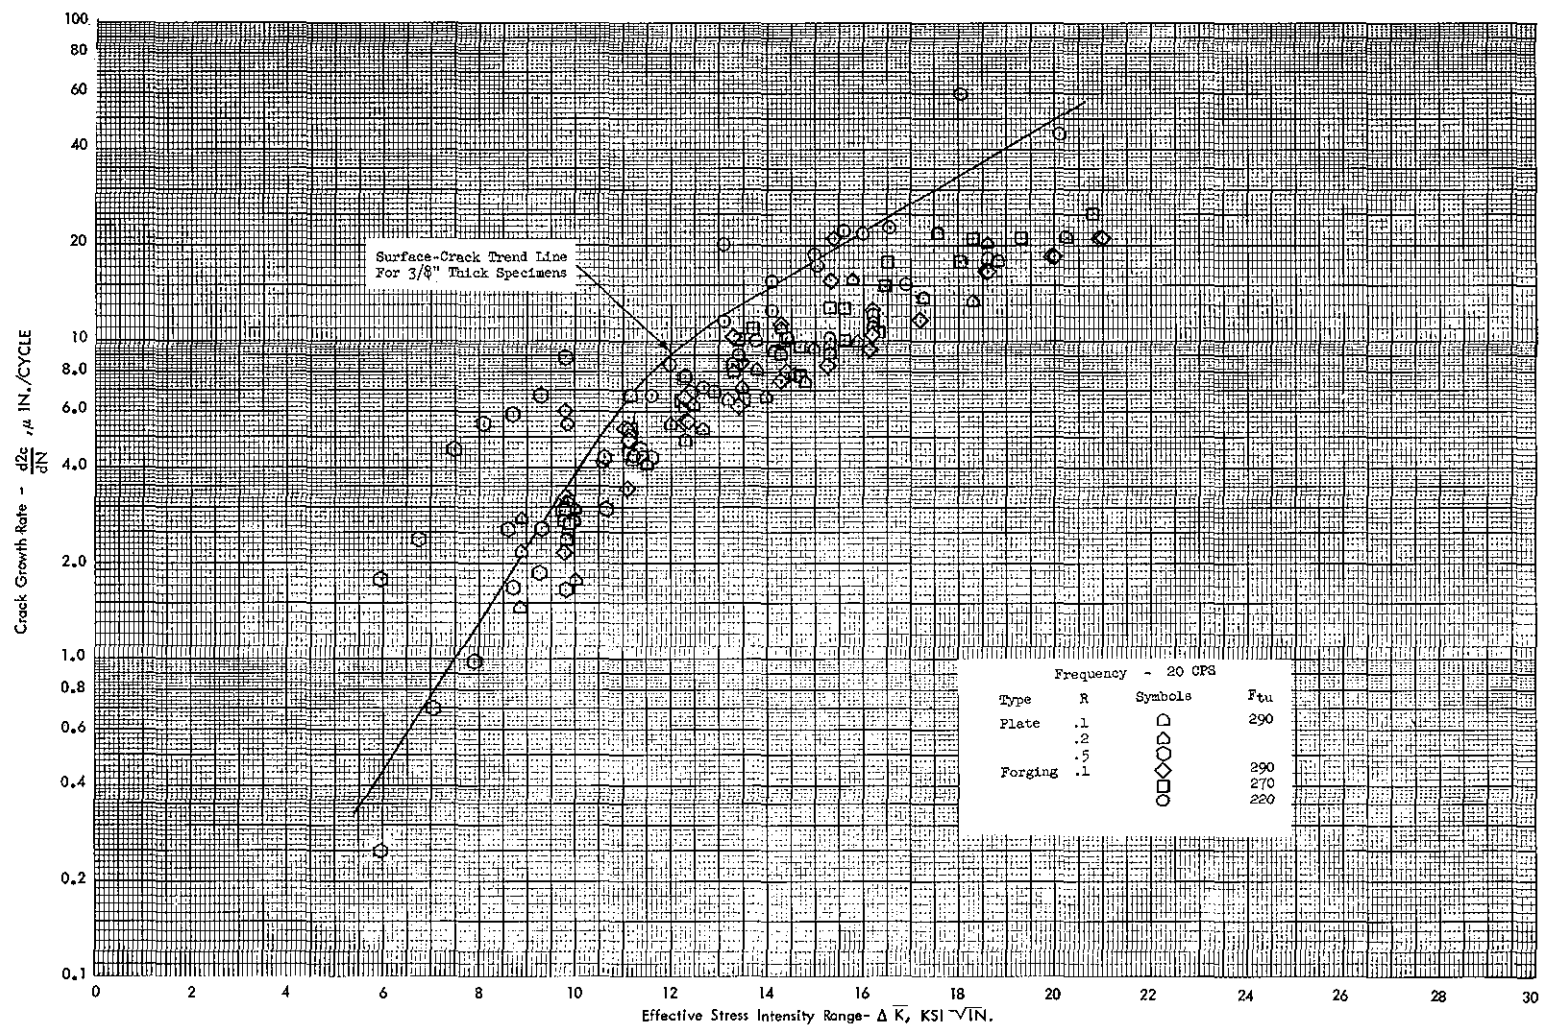 100
80
60
40
20
10
8.0
6.0
4.0
2.0
1.0
0.8
0.6
0.4
0.2
0.1
Crack Growth Rate - d2c/dN , μ IN./CYCLE
Surface-Crack Trend Line
For 3/8" Thick Specimens
Frequency - 20 CPS
Type R Symbols Ftu
Plate .1 290
.2
.5
Forging .1 290
270
220
0 2 4 6 8 10 12 14 16 18 20 22 24 26 28 30
Effective Stress Intensity Range- Δ K̅, KSI √IN.